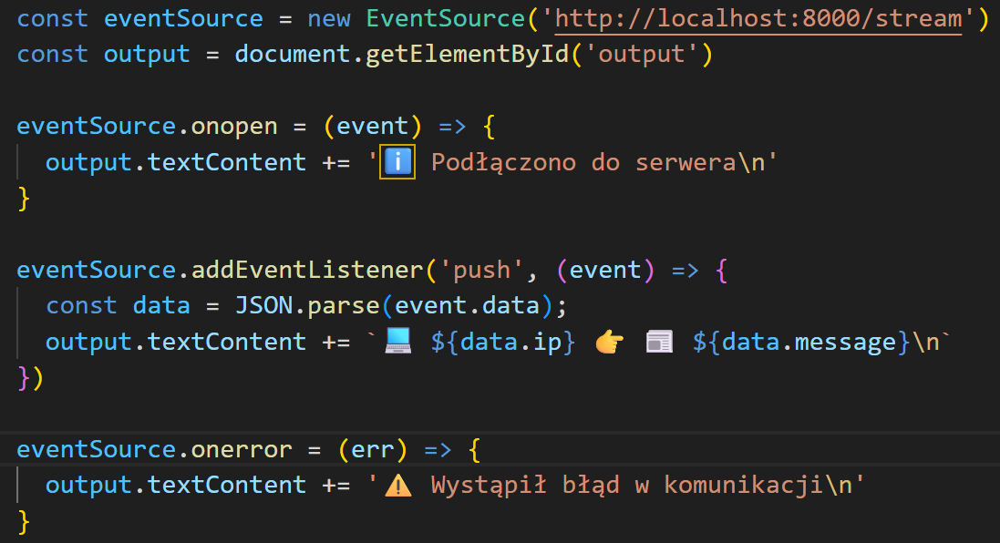 const eventSource = new EventSource('http://localhost:8000/stream')
const output = document.getElementById('output')

eventSource.onopen = (event) => {
  output.textContent += 'ℹ️ Podłączono do serwera\n'
}

eventSource.addEventListener('push', (event) => {
  const data = JSON.parse(event.data);
  output.textContent += `💻 ${data.ip} 👉 📰 ${data.message}\n`
})

eventSource.onerror = (err) => {
  output.textContent += '⚠️ Wystąpił błąd w komunikacji\n'
}